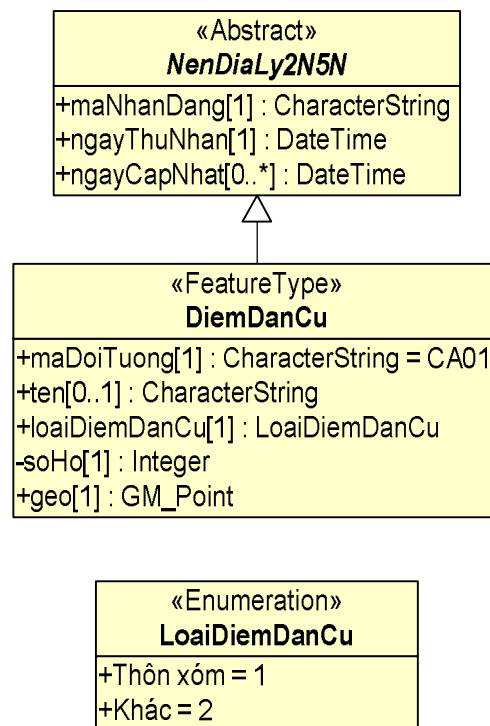 «Abstract»
NenDiaLy2N5N
+maNhanDang[1] : CharacterString
+ngayThuNhan[1] : DateTime
+ngayCapNhat[0..*] : DateTime
«FeatureType»
DiemDanCu
+maDoiTuong[1] : CharacterString = CA01
+ten[0..1] : CharacterString
+loaiDiemDanCu[1] : LoaiDiemDanCu
-soHo[1] : Integer
+geo[1] : GM_Point
«Enumeration»
LoaiDiemDanCu
+Thôn xóm = 1
+Khác = 2